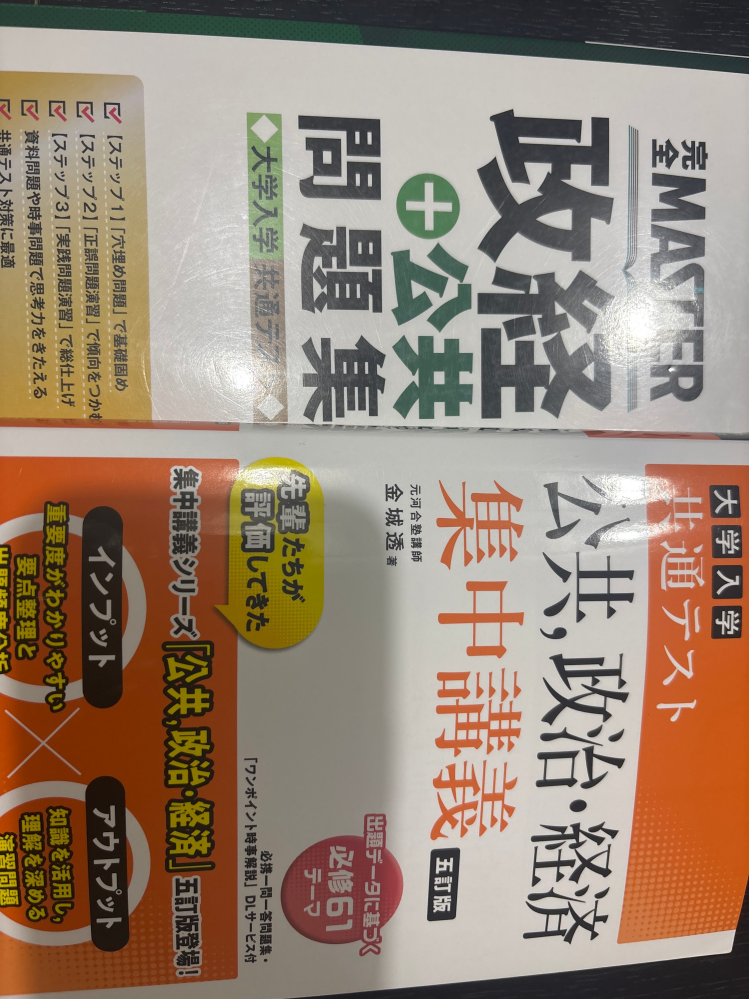 完全MASTER
政経
+公共
問題集
◆大学入学共通テスト◆
【ステップ1】「穴埋め問題」で基礎固め
【ステップ2】「正誤問題演習」で傾向をつかむ
【ステップ3】「実践問題演習」で総仕上げ
資料問題や時事問題で思考力をきたえる
共通テスト対策に最適
大学入学
共通テスト
公共,政治・経済
集中講義
五訂版
元河合塾講師
金城透 著
出題データに基づく
必修61
テーマ
必携一問一答問題集・
「ワンポイント時事解説」DLサービス付
先輩たちが
評価してきた
集中講義シリーズ「公共,政治・経済」五訂版登場!
インプット
重要度がわかりやすい
要点整理と
出題頻度分析
×
アウトプット
知識を活用し,
理解を深める
演習問題